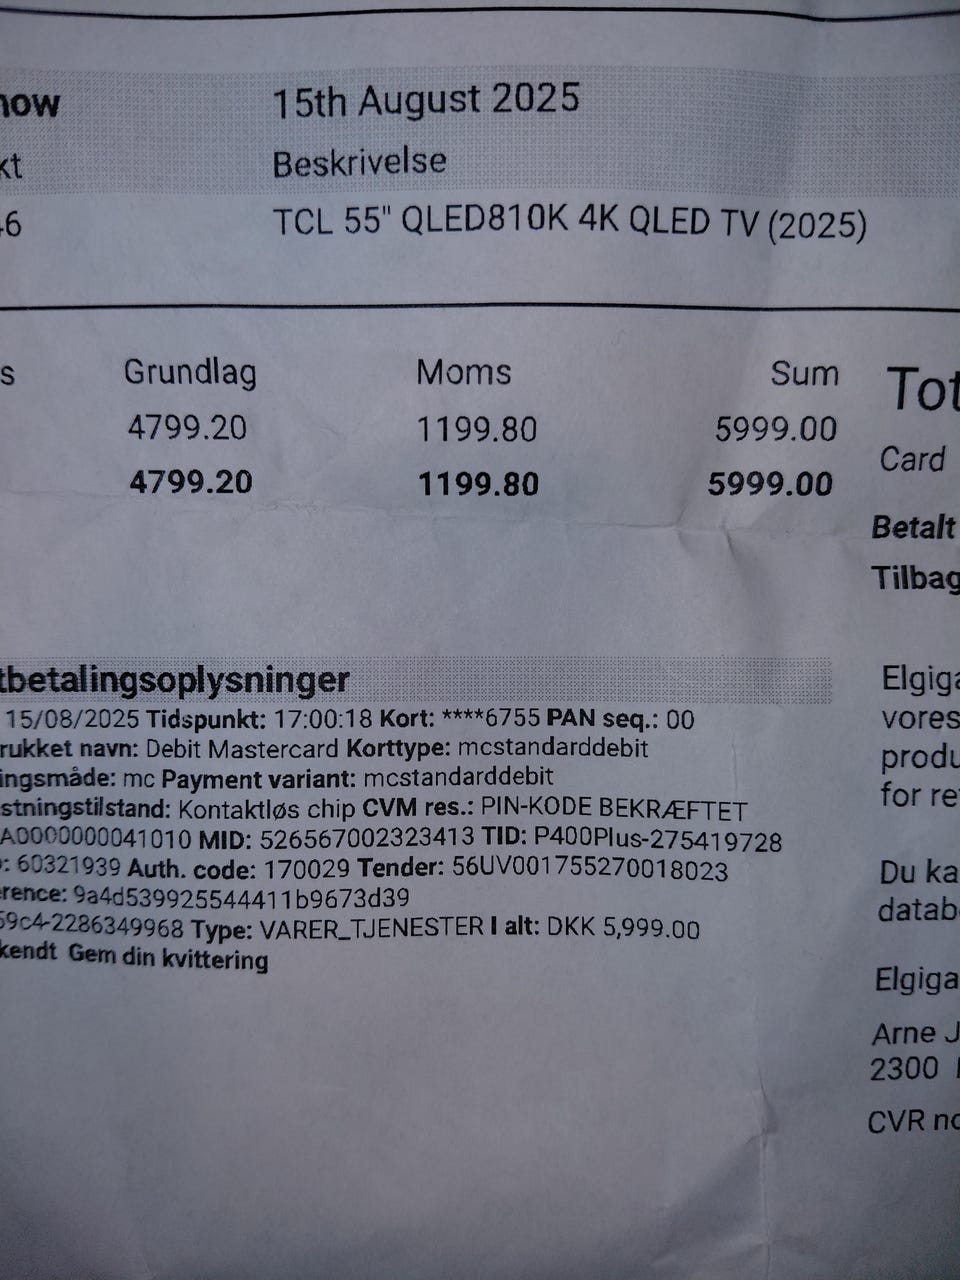 now 15th August 2025
kt Beskrivelse
46 TCL 55" QLED810K 4K QLED TV (2025)
s Grundlag Moms Sum Tot
4799.20 1199.80 5999.00
Card
4799.20 1199.80 5999.00
Betalt
Tilbag
tbetalingsoplysninger Elgiga
15/08/2025 Tidspunkt: 17:00:18 Kort: ****6755 PAN seq.: 00 vores
rukket navn: Debit Mastercard Korttype: mcstandarddebit
ingsmåde: mc Payment variant: mcstandarddebit produ
stningstilstand: Kontaktløs chip CVM res.: PIN-KODE BEKRÆFTET for re
A0000000041010 MID: 526567002323413 TID: P400Plus-275419728
: 60321939 Auth. code: 170029 Tender: 56UV001755270018023 Du ka
rence: 9a4d539925544411b9673d39 datab
59c4-2286349968 Type: VARER_TJENESTER I alt: DKK 5,999.00
kendt Gem din kvittering
Elgiga
Arne J
2300
CVR no